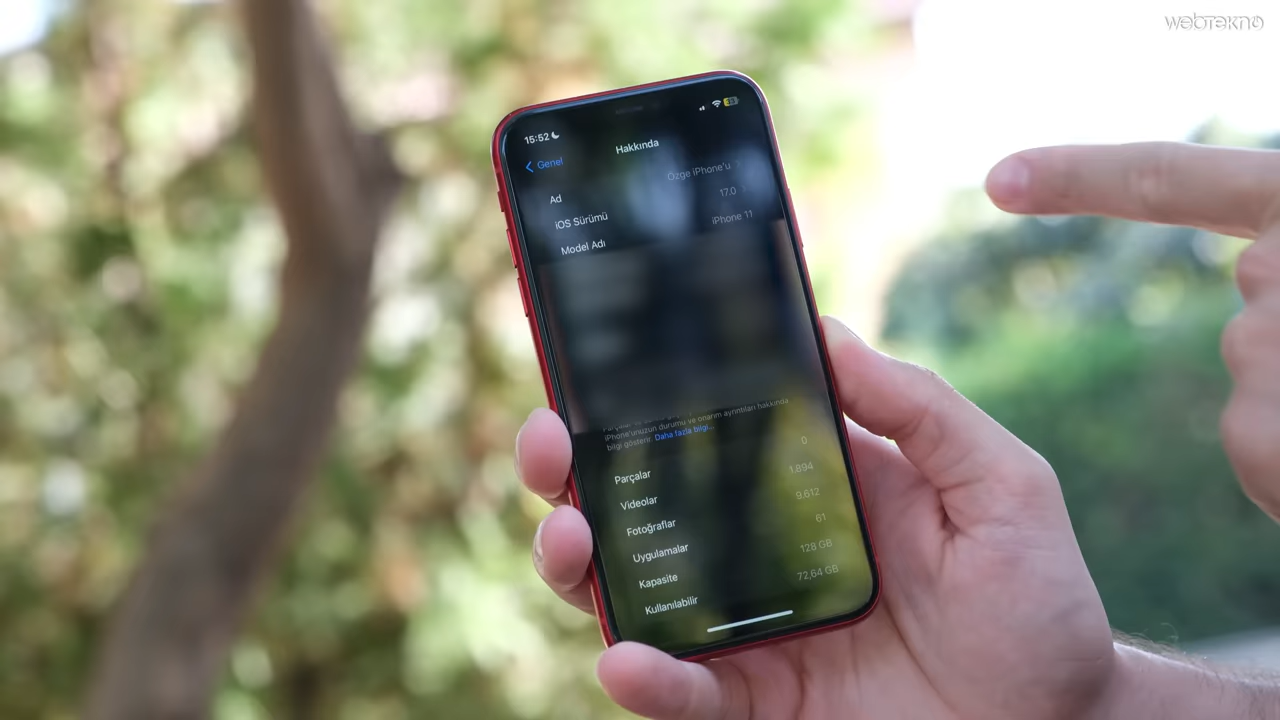 webtekno
15:52
23
Genel
Hakkında
Ad
Özge iPhone'u
iOS Sürümü
17.0
Model Adı
iPhone 11
iPhone'unuzun durumu ve onarım ayrıntıları hakkında
bilgi gösterir. Daha fazla bilgi...
Parçalar
0
Videolar
1.894
Fotoğraflar
9.612
Uygulamalar
61
Kapasite
128 GB
Kullanılabilir
72,64 GB